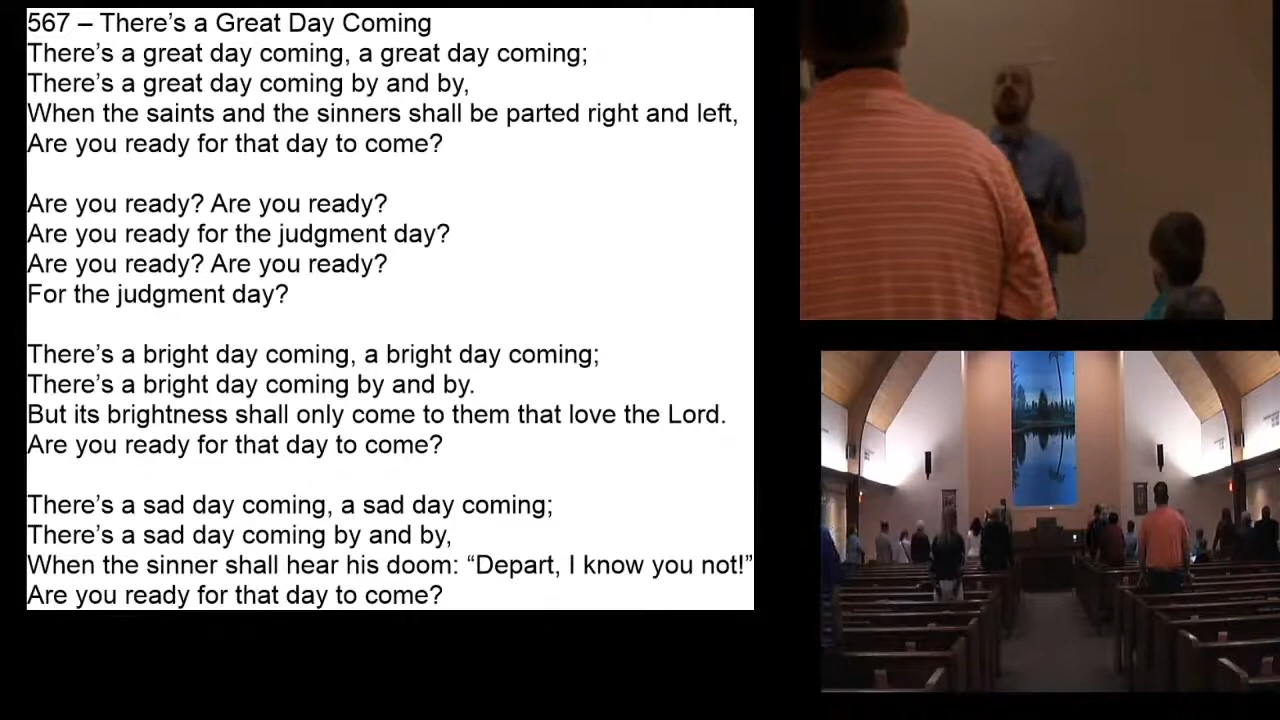 567 – There’s a Great Day Coming
There’s a great day coming, a great day coming;
There’s a great day coming by and by,
When the saints and the sinners shall be parted right and left,
Are you ready for that day to come?
Are you ready? Are you ready?
Are you ready for the judgment day?
Are you ready? Are you ready?
For the judgment day?
There’s a bright day coming, a bright day coming;
There’s a bright day coming by and by.
But its brightness shall only come to them that love the Lord.
Are you ready for that day to come?
There’s a sad day coming, a sad day coming;
There’s a sad day coming by and by,
When the sinner shall hear his doom: “Depart, I know you not!”
Are you ready for that day to come?